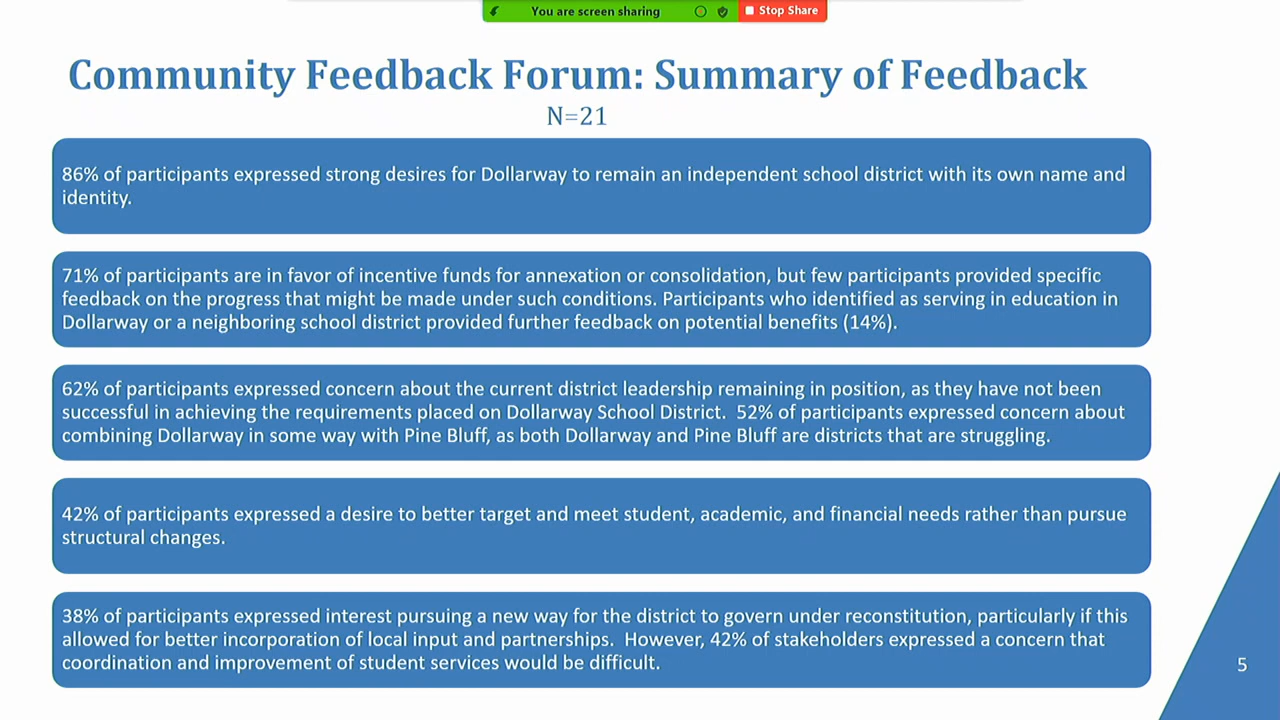 You are screen sharing
Stop Share
Community Feedback Forum: Summary of Feedback
N=21
86% of participants expressed strong desires for Dollarway to remain an independent school district with its own name and
identity.
71% of participants are in favor of incentive funds for annexation or consolidation, but few participants provided specific
feedback on the progress that might be made under such conditions. Participants who identified as serving in education in
Dollarway or a neighboring school district provided further feedback on potential benefits (14%).
62% of participants expressed concern about the current district leadership remaining in position, as they have not been
successful in achieving the requirements placed on Dollarway School District.  52% of participants expressed concern about
combining Dollarway in some way with Pine Bluff, as both Dollarway and Pine Bluff are districts that are struggling.
42% of participants expressed a desire to better target and meet student, academic, and financial needs rather than pursue
structural changes.
38% of participants expressed interest pursuing a new way for the district to govern under reconstitution, particularly if this
allowed for better incorporation of local input and partnerships.  However, 42% of stakeholders expressed a concern that
coordination and improvement of student services would be difficult.
5